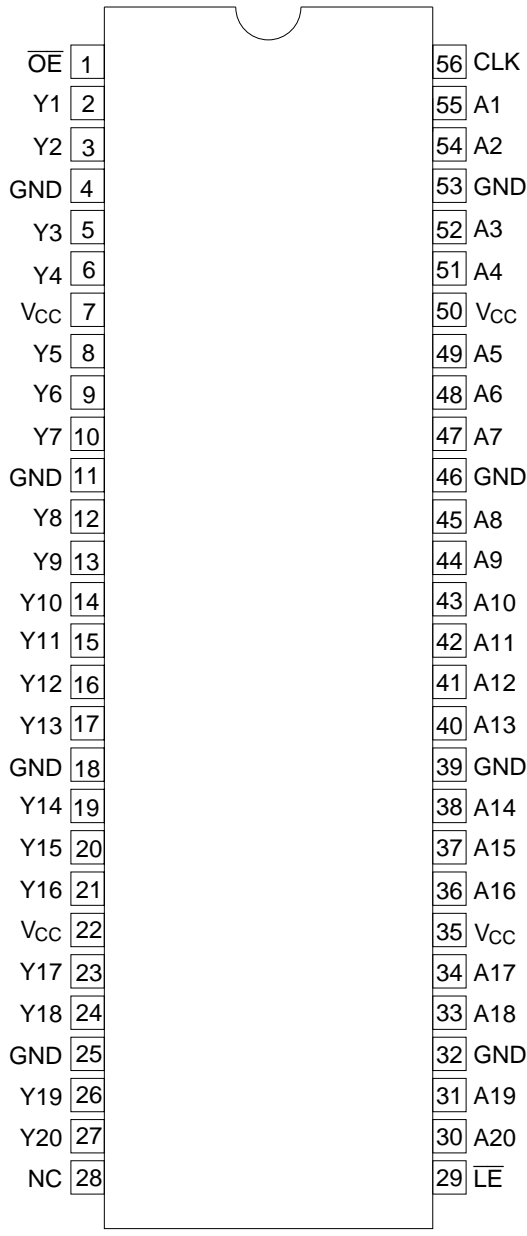 O̅E̅ 1 56 CLK
Y1 2 55 A1
Y2 3 54 A2
GND 4 53 GND
Y3 5 52 A3
Y4 6 51 A4
VCC 7 50 VCC
Y5 8 49 A5
Y6 9 48 A6
Y7 10 47 A7
GND 11 46 GND
Y8 12 45 A8
Y9 13 44 A9
Y10 14 43 A10
Y11 15 42 A11
Y12 16 41 A12
Y13 17 40 A13
GND 18 39 GND
Y14 19 38 A14
Y15 20 37 A15
Y16 21 36 A16
VCC 22 35 VCC
Y17 23 34 A17
Y18 24 33 A18
GND 25 32 GND
Y19 26 31 A19
Y20 27 30 A20
NC 28 29 L̅E̅